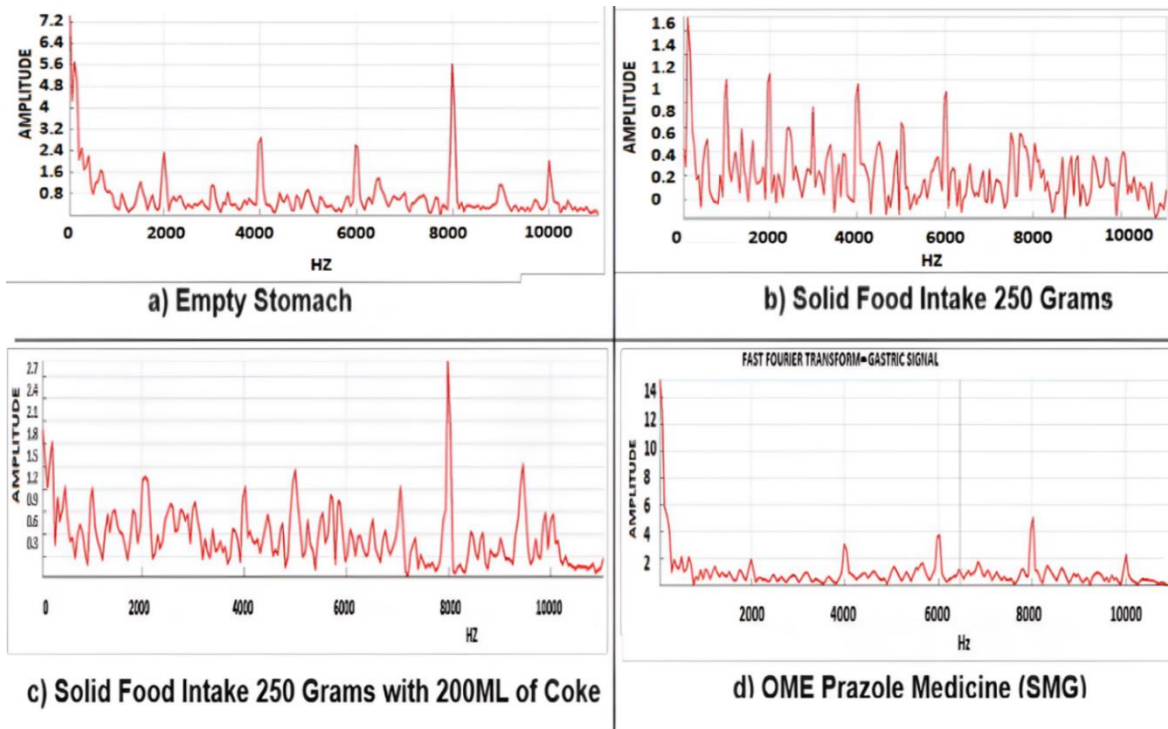 7.2
6.4
5.6
4.8
4
3.2
2.4
1.6
0.8
AMPLITUDE
0 2000 4000 6000 8000 10000
HZ
a) Empty Stomach
1.6
1.4
1.2
1
0.8
0.6
0.4
0.2
0
AMPLITUDE
0 2000 4000 6000 8000 10000
HZ
b) Solid Food Intake 250 Grams
2.7
2.4
2.1
1.8
1.5
1.2
0.9
0.6
0.3
AMPLITUDE
0 2000 4000 6000 8000 10000
HZ
c) Solid Food Intake 250 Grams with 200ML of Coke
FAST FOURIER TRANSFORM=GASTRIC SIGNAL
14
12
10
8
6
4
2
AMPLITUDE
2000 4000 6000 8000 10000
Hz
d) OME Prazole Medicine (SMG)